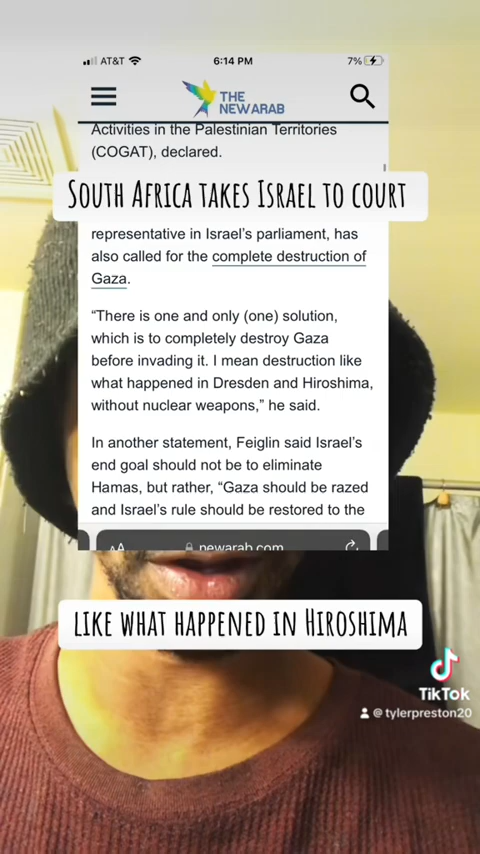 AT&T
6:14 PM
7%
THE
NEW ARAB
Activities in the Palestinian Territories
(COGAT), declared.
SOUTH AFRICA TAKES ISRAEL TO COURT
representative in Israel’s parliament, has
also called for the complete destruction of
Gaza.
“There is one and only (one) solution,
which is to completely destroy Gaza
before invading it. I mean destruction like
what happened in Dresden and Hiroshima,
without nuclear weapons,” he said.
In another statement, Feiglin said Israel’s
end goal should not be to eliminate
Hamas, but rather, “Gaza should be razed
and Israel’s rule should be restored to the
AA
newarab.com
LIKE WHAT HAPPENED IN HIROSHIMA
TikTok
@tylerpreston20